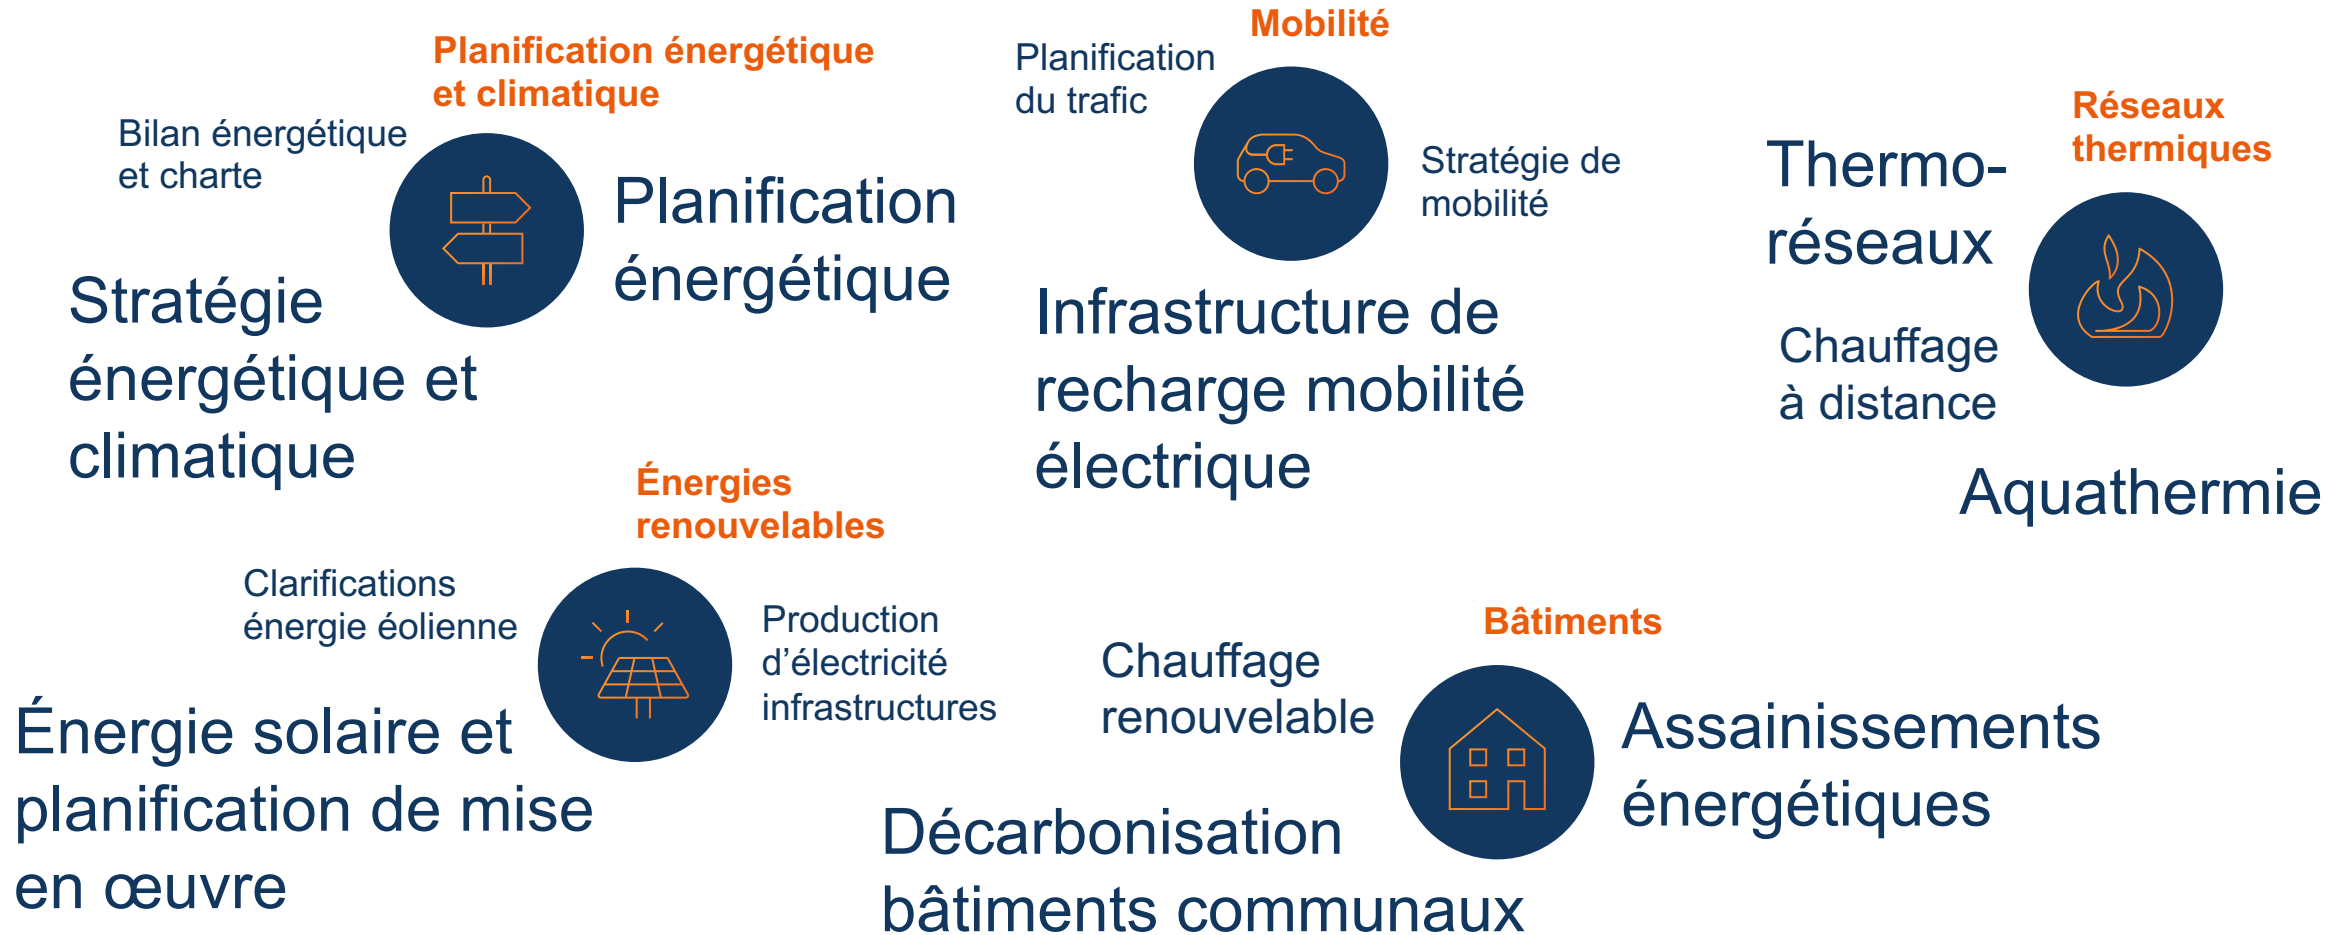 Planification énergétique
et climatique
Bilan énergétique
et charte
Planification
énergétique
Stratégie
énergétique et
climatique
Mobilité
Planification
du trafic
Stratégie de
mobilité
Infrastructure de
recharge mobilité
électrique
Réseaux
thermiques
Thermo-
réseaux
Chauffage
à distance
Aquathermie
Énergies
renouvelables
Clarifications
énergie éolienne
Production
d’électricité
infrastructures
Énergie solaire et
planification de mise
en œuvre
Bâtiments
Chauffage
renouvelable
Assainissements
énergétiques
Décarbonisation
bâtiments communaux